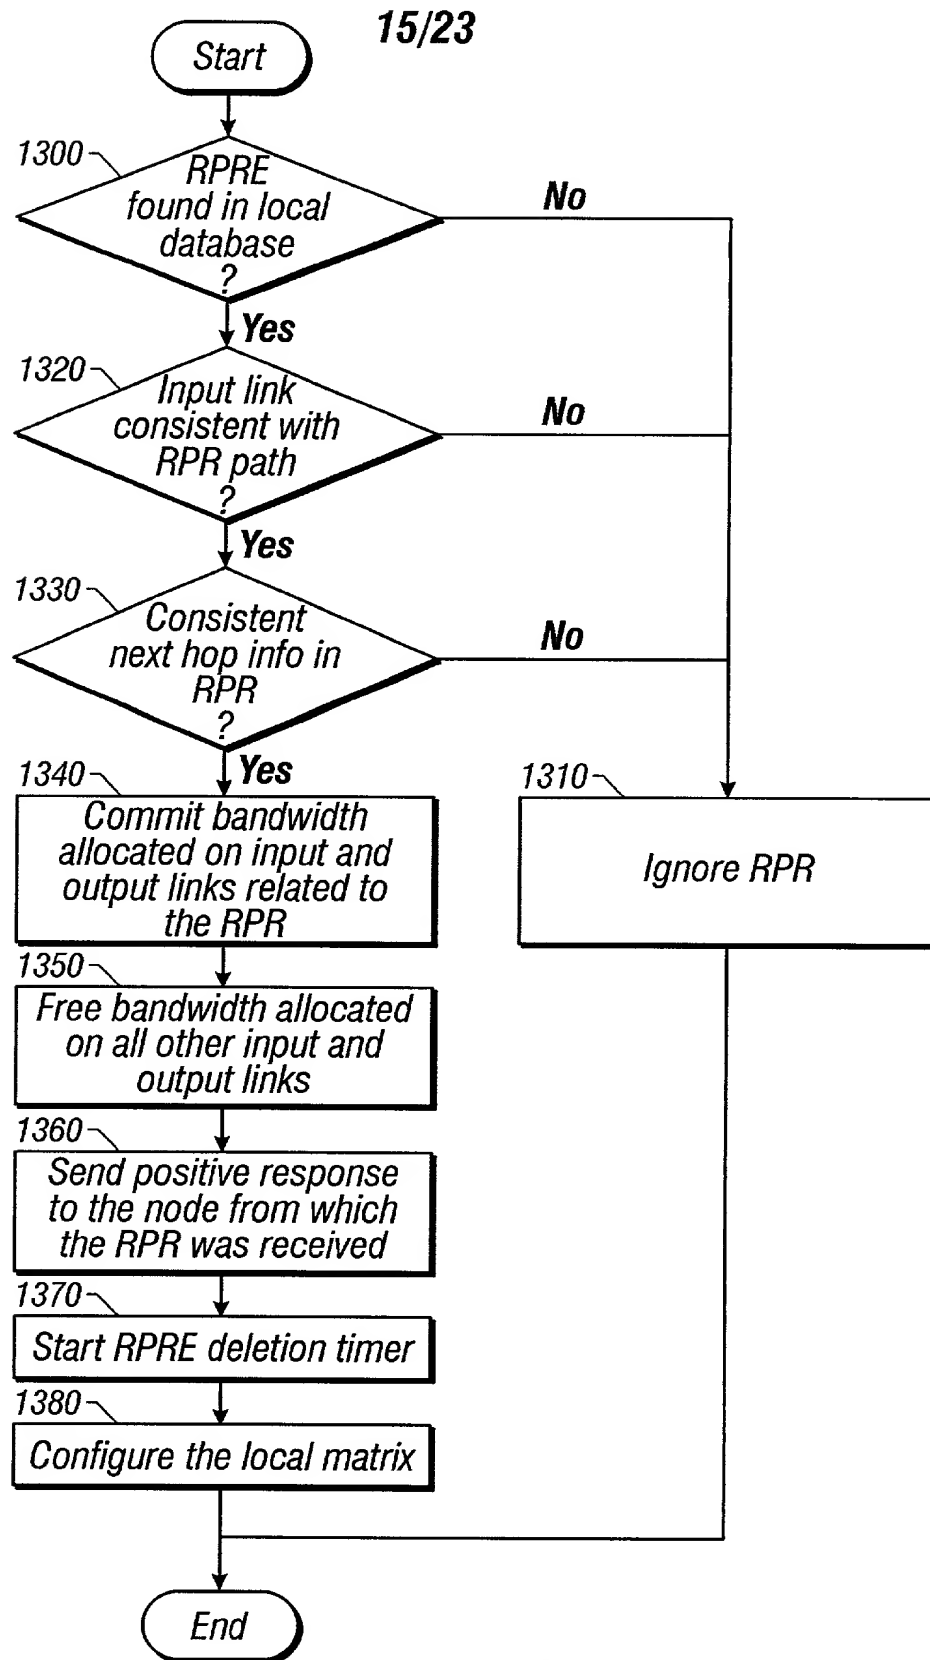 15/23
Start
1300
RPRE
found in local
database
?
No
Yes
1320
Input link
consistent with
RPR path
?
No
Yes
1330
Consistent
next hop info in
RPR
?
No
Yes
1340
Commit bandwidth
allocated on input and
output links related to
the RPR
1310
Ignore RPR
1350
Free bandwidth allocated
on all other input and
output links
1360
Send positive response
to the node from which
the RPR was received
1370
Start RPRE deletion timer
1380
Configure the local matrix
End